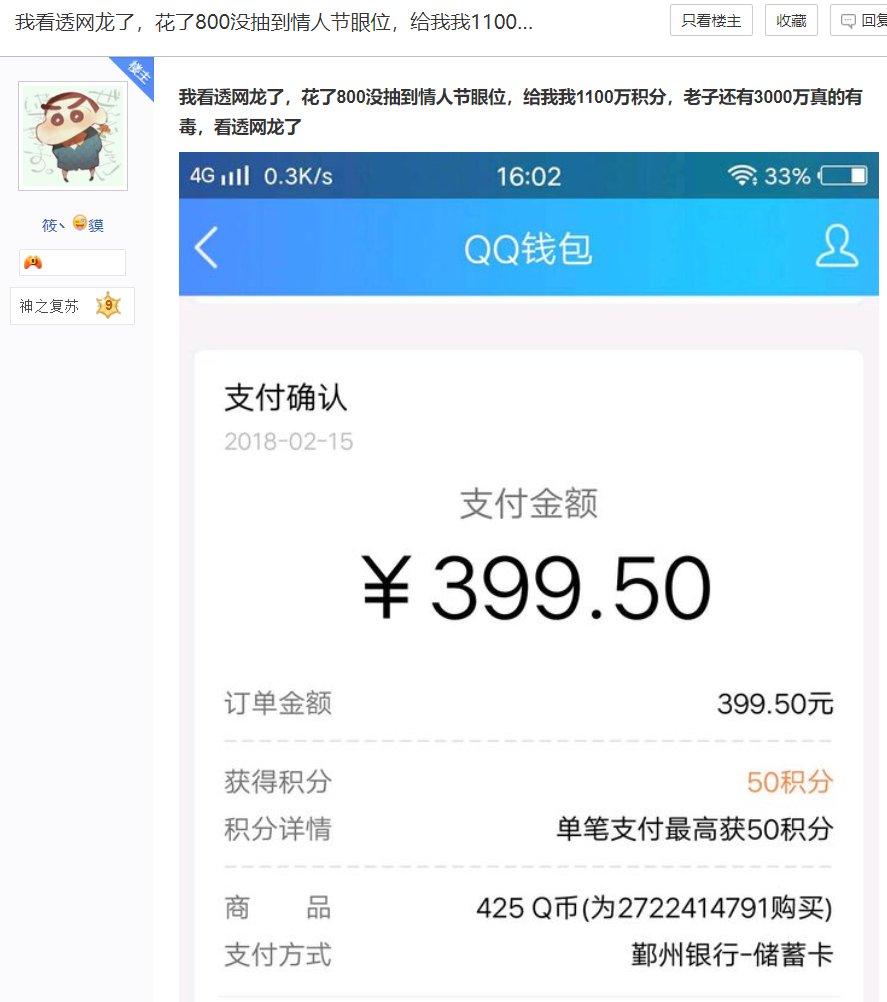 我看透网龙了，花了800没抽到情人节眼位，给我我1100...
只看楼主
收藏
回复
楼主
我看透网龙了，花了800没抽到情人节眼位，给我我1100万积分，老子还有3000万真的有
毒，看透网龙了
筱丶😜貘
神之复苏 9
4G 0.3K/s 16:02 33%
QQ钱包
支付确认
2018-02-15
支付金额
￥399.50
订单金额 399.50元
获得积分 50积分
积分详情 单笔支付最高获50积分
商 品 425 Q币(为2722414791购买)
支付方式 鄞州银行-储蓄卡